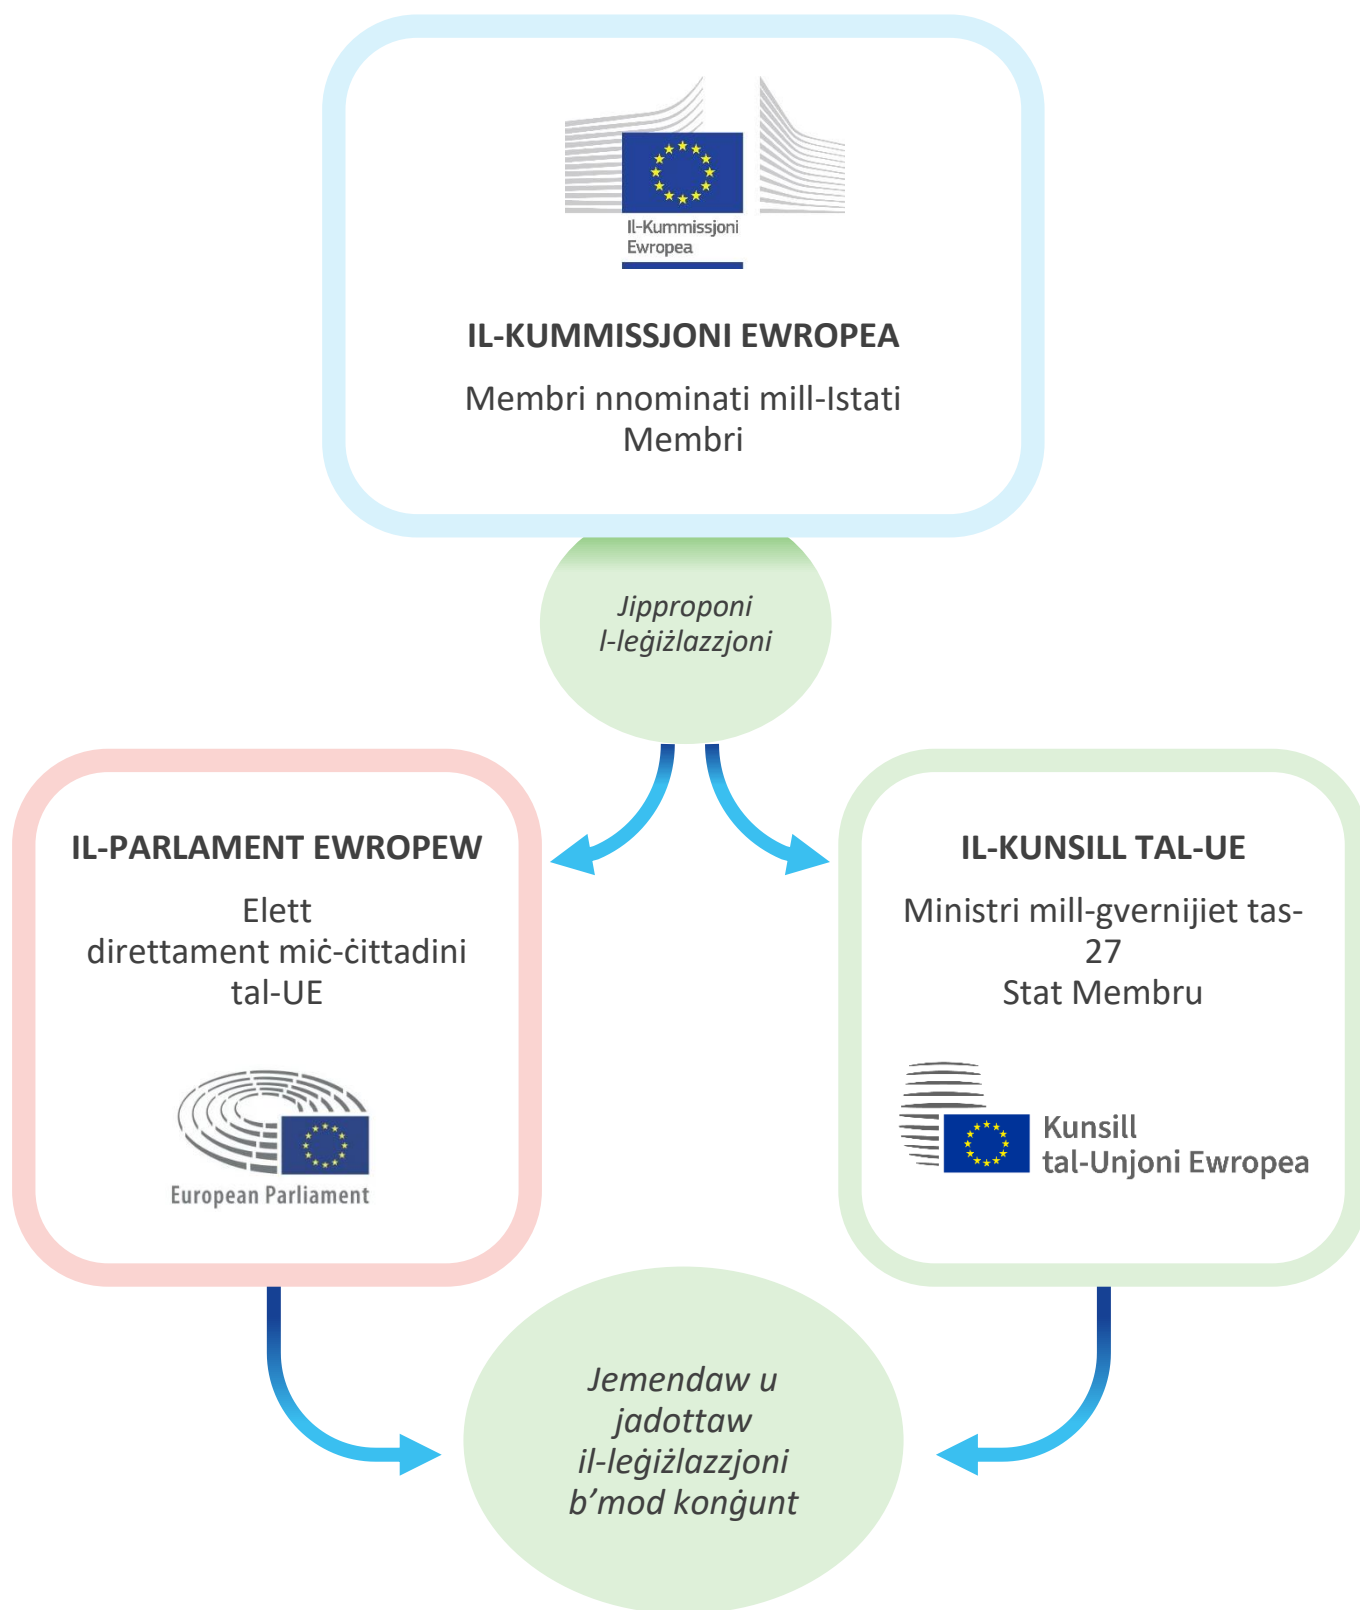 Il-Kummissjoni
Ewropea
IL-KUMMISSJONI EWROPEA
Membri nnominati mill-Istati
Membri
Jipproponi
l-leġiżlazzjoni
IL-PARLAMENT EWROPEW
Elett
direttament miċ-ċittadini
tal-UE
European Parliament
IL-KUNSILL TAL-UE
Ministri mill-gvernijiet tas-
27
Stat Membru
Kunsill
tal-Unjoni Ewropea
Jemendaw u
jadottaw
il-leġiżlazzjoni
b’mod konġunt